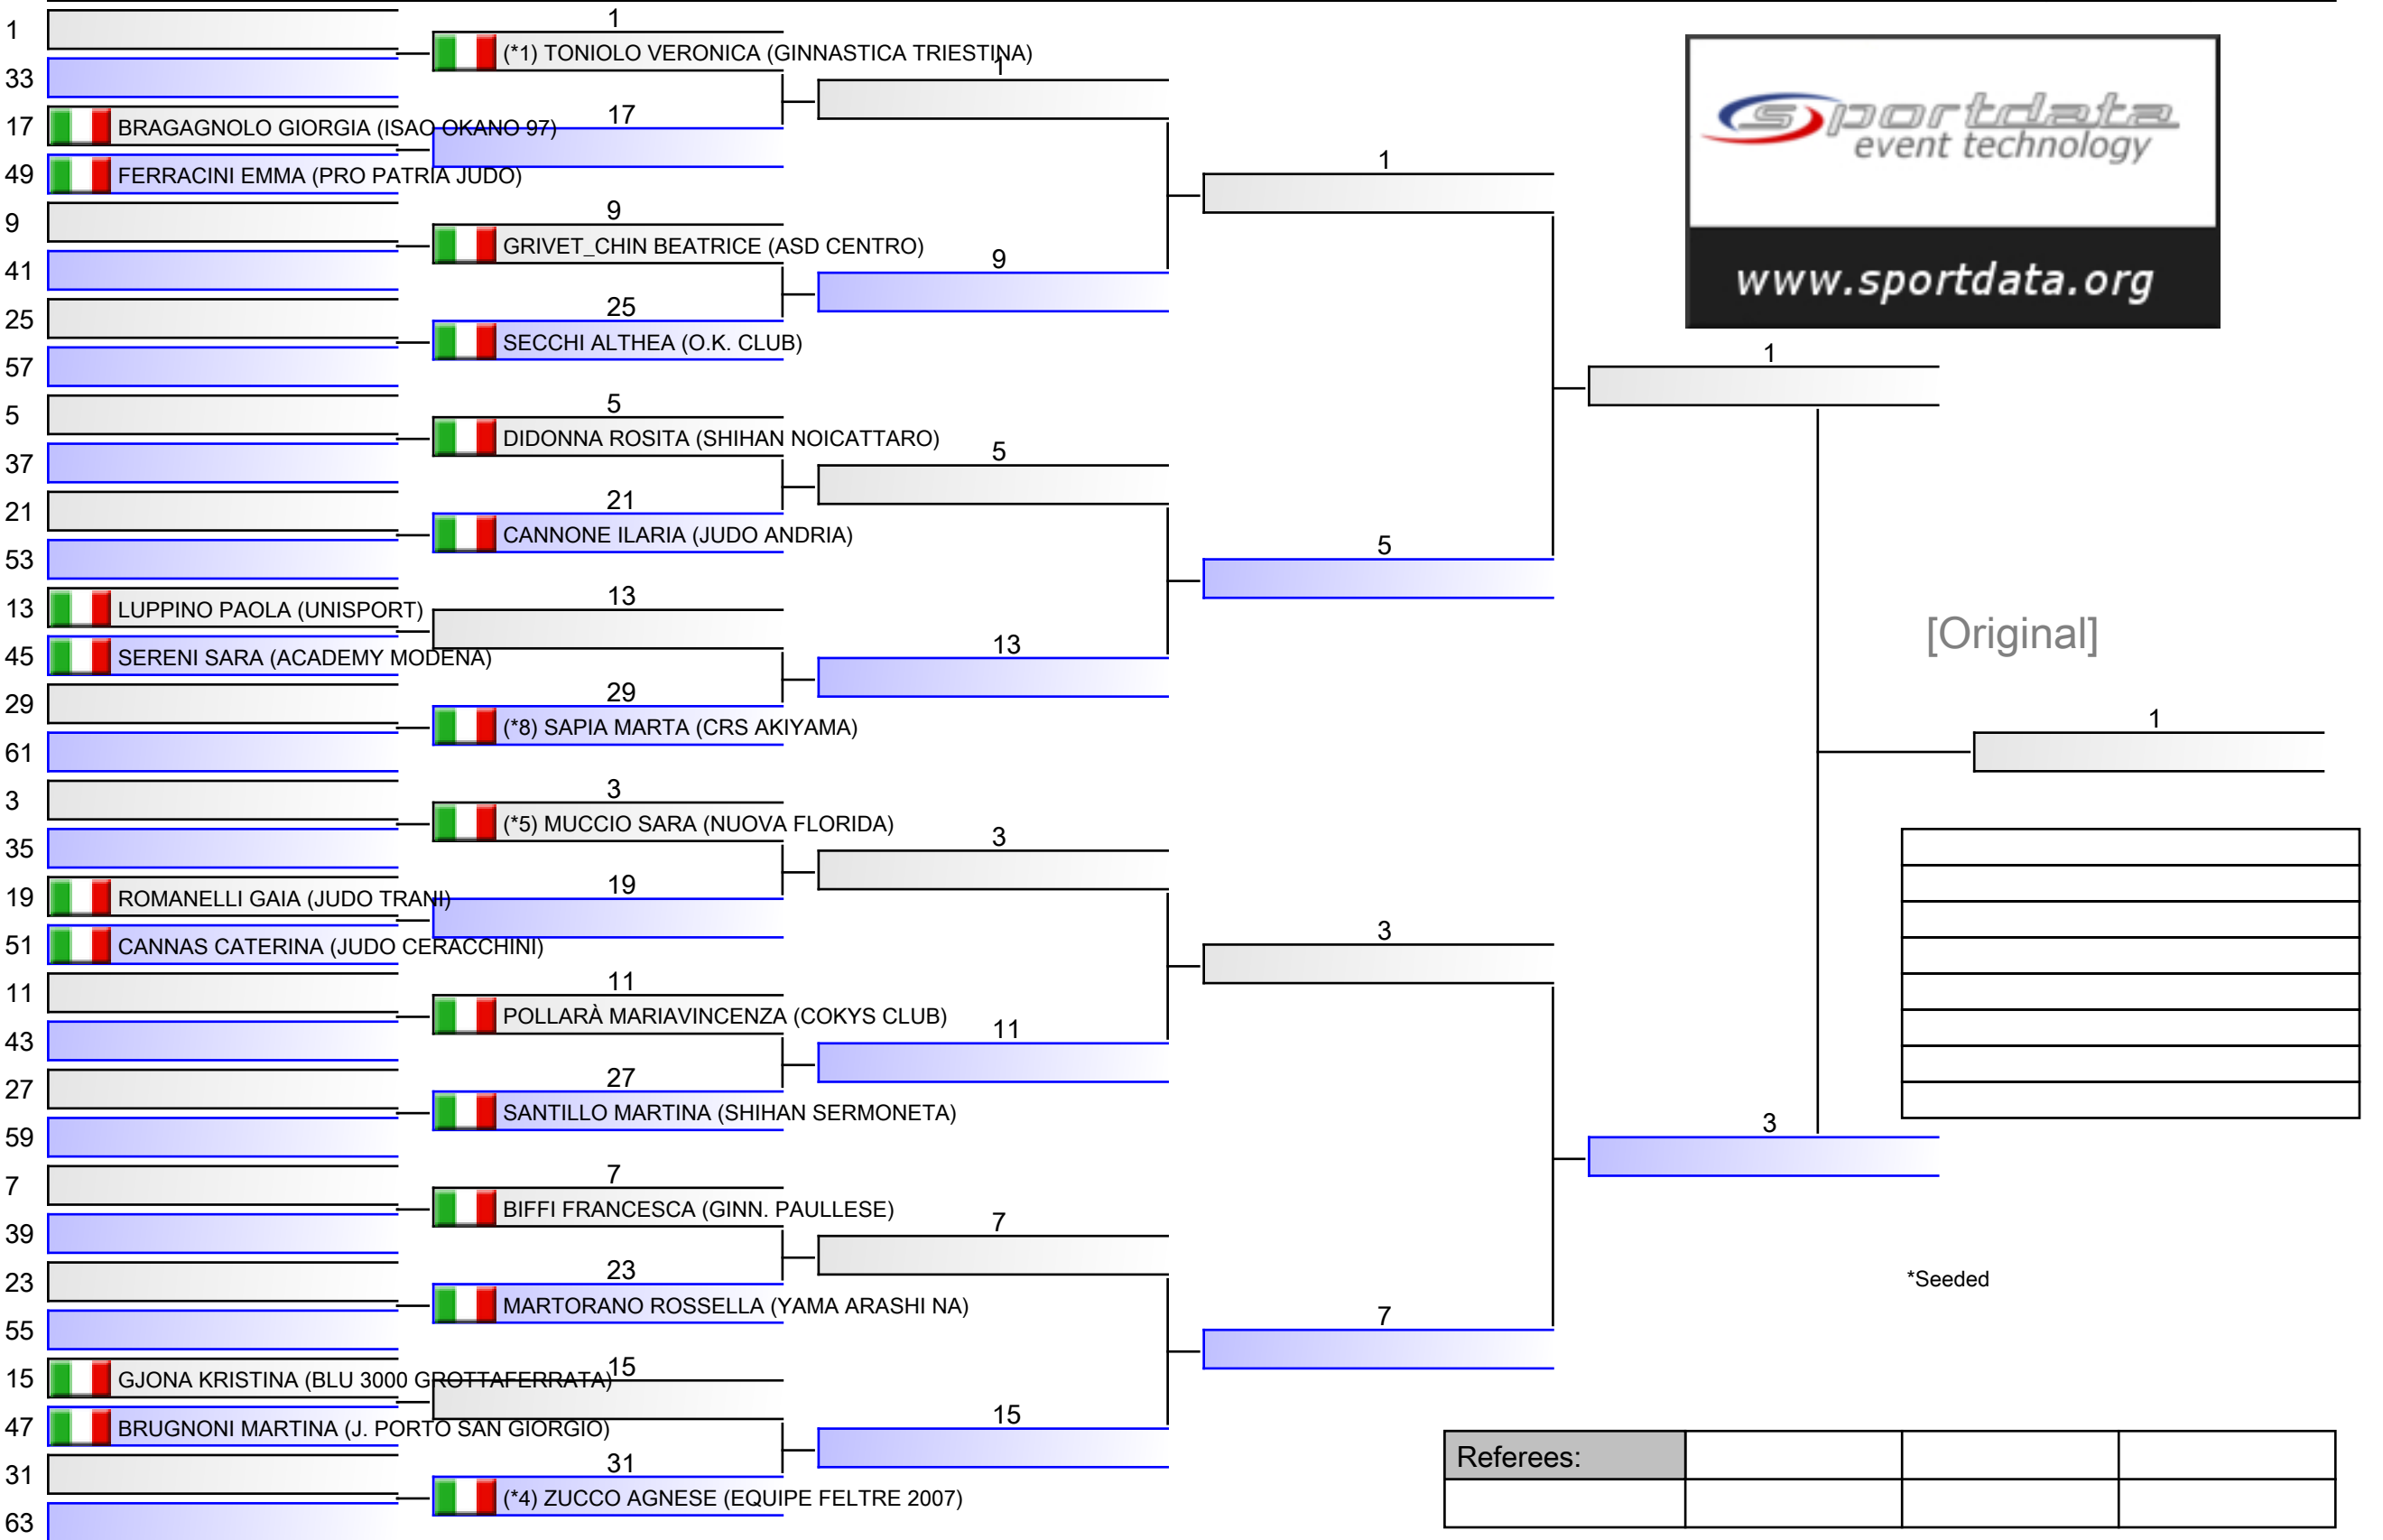 1
33
17 BRAGAGNOLO GIORGIA (ISAO OKANO 97)
49 FERRACINI EMMA (PRO PATRIA JUDO)
9
41
25
57
5
37
21
53
13 LUPPINO PAOLA (UNISPORT)
45 SERENI SARA (ACADEMY MODENA)
29
61
3
35
19 ROMANELLI GAIA (JUDO TRANI)
51 CANNAS CATERINA (JUDO CERACCHINI)
11
43
27
59
7
39
23
55
15 GJONA KRISTINA (BLU 3000 GROTTAFERRATA)
47 BRUGNONI MARTINA (J. PORTO SAN GIORGIO)
31
63
1
(*1) TONIOLO VERONICA (GINNASTICA TRIESTINA)
17
9
GRIVET_CHIN BEATRICE (ASD CENTRO)
25
SECCHI ALTHEA (O.K. CLUB)
5
DIDONNA ROSITA (SHIHAN NOICATTARO)
21
CANNONE ILARIA (JUDO ANDRIA)
13
29
(*8) SAPIA MARTA (CRS AKIYAMA)
3
(*5) MUCCIO SARA (NUOVA FLORIDA)
19
11
POLLARÀ MARIAVINCENZA (COKYS CLUB)
27
SANTILLO MARTINA (SHIHAN SERMONETA)
7
BIFFI FRANCESCA (GINN. PAULLESE)
23
MARTORANO ROSSELLA (YAMA ARASHI NA)
15
31
(*4) ZUCCO AGNESE (EQUIPE FELTRE 2007)
1
9
5
13
3
11
7
15
1
5
3
7
1
3
1
sportdata
event technology
www.sportdata.org
[Original]
*Seeded
Referees: